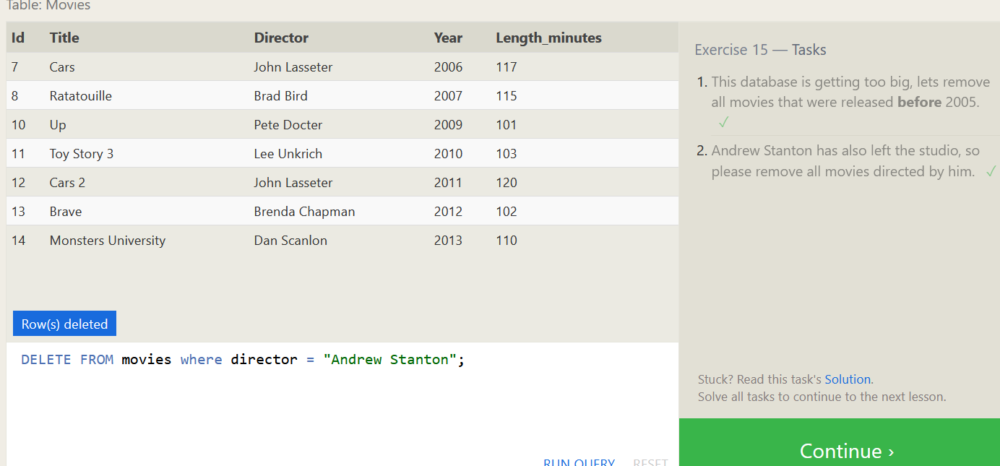 Table: Movies
Id Title Director Year Length_minutes
7 Cars John Lasseter 2006 117
8 Ratatouille Brad Bird 2007 115
10 Up Pete Docter 2009 101
11 Toy Story 3 Lee Unkrich 2010 103
12 Cars 2 John Lasseter 2011 120
13 Brave Brenda Chapman 2012 102
14 Monsters University Dan Scanlon 2013 110
Row(s) deleted
DELETE FROM movies where director = "Andrew Stanton";
RUN QUERY RESET
Exercise 15 — Tasks
1. This database is getting too big, lets remove
all movies that were released before 2005.
✓
2. Andrew Stanton has also left the studio, so
please remove all movies directed by him. ✓
Stuck? Read this task's Solution.
Solve all tasks to continue to the next lesson.
Continue ›